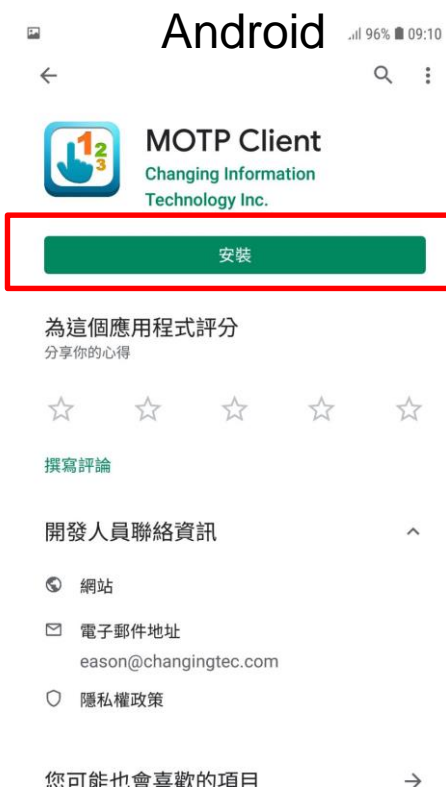 Android
96% 09:10
1 2 3
MOTP Client
Changing Information
Technology Inc.
安裝
為這個應用程式評分
分享你的心得
撰寫評論
開發人員聯絡資訊
網站
電子郵件地址
eason@changingtec.com
隱私權政策
您可能也會喜歡的項目